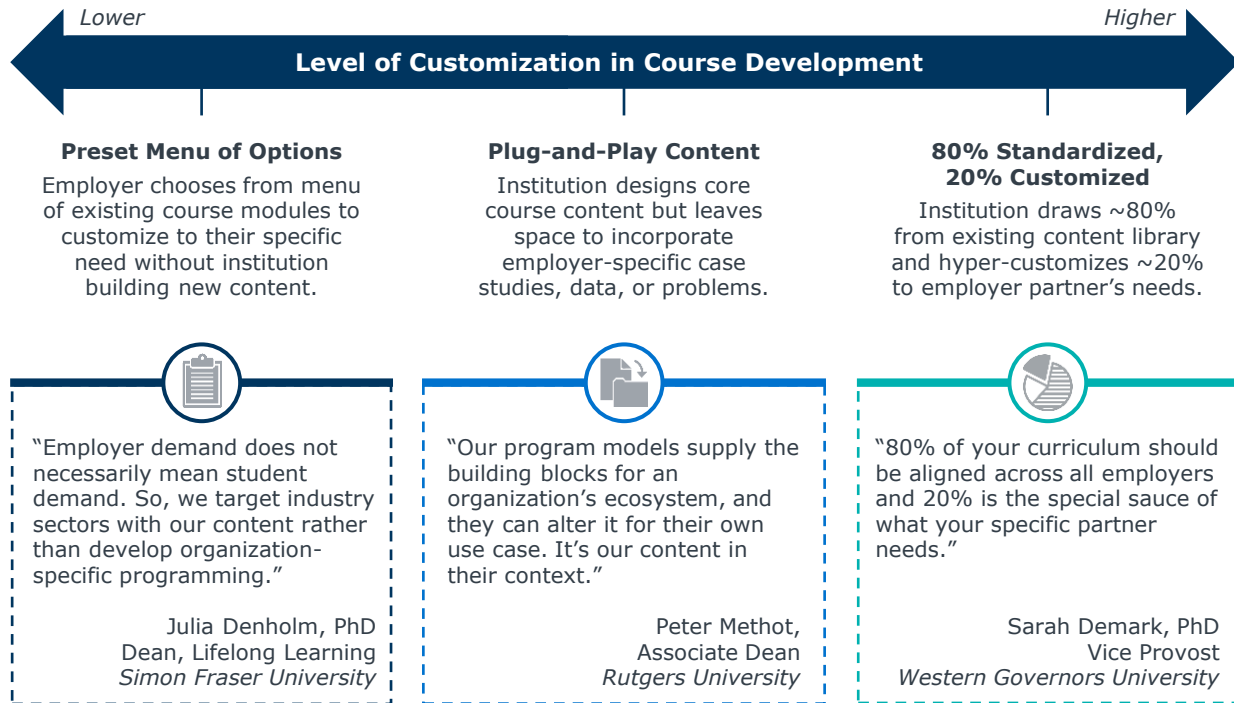 Lower
Higher
Level of Customization in Course Development
Preset Menu of Options
Employer chooses from menu
of existing course modules to
customize to their specific
need without institution
building new content.
Plug-and-Play Content
Institution designs core
course content but leaves
space to incorporate
employer-specific case
studies, data, or problems.
80% Standardized,
20% Customized
Institution draws ~80%
from existing content library
and hyper-customizes ~20%
to employer partner’s needs.
“Employer demand does not
necessarily mean student
demand. So, we target industry
sectors with our content rather
than develop organization-
specific programming.”
Julia Denholm, PhD
Dean, Lifelong Learning
Simon Fraser University
“Our program models supply the
building blocks for an
organization’s ecosystem, and
they can alter it for their own
use case. It’s our content in
their context.”
Peter Methot,
Associate Dean
Rutgers University
“80% of your curriculum should
be aligned across all employers
and 20% is the special sauce of
what your specific partner
needs.”
Sarah Demark, PhD
Vice Provost
Western Governors University